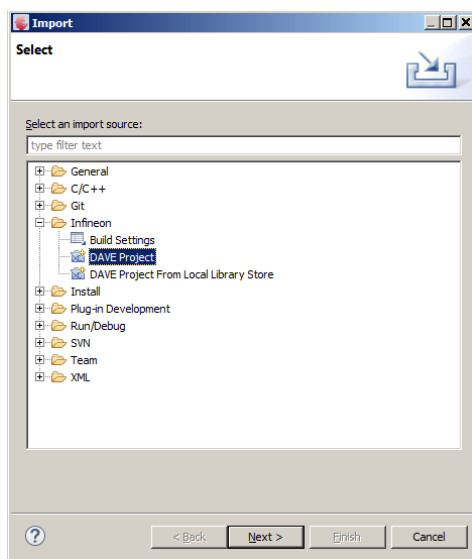 Import
Select
Select an import source:
type filter text
General
C/C++
Git
Infineon
Build Settings
DAVE Project
DAVE Project From Local Library Store
Install
Plug-in Development
Run/Debug
SVN
Team
XML
?
< Back
Next >
Finish
Cancel